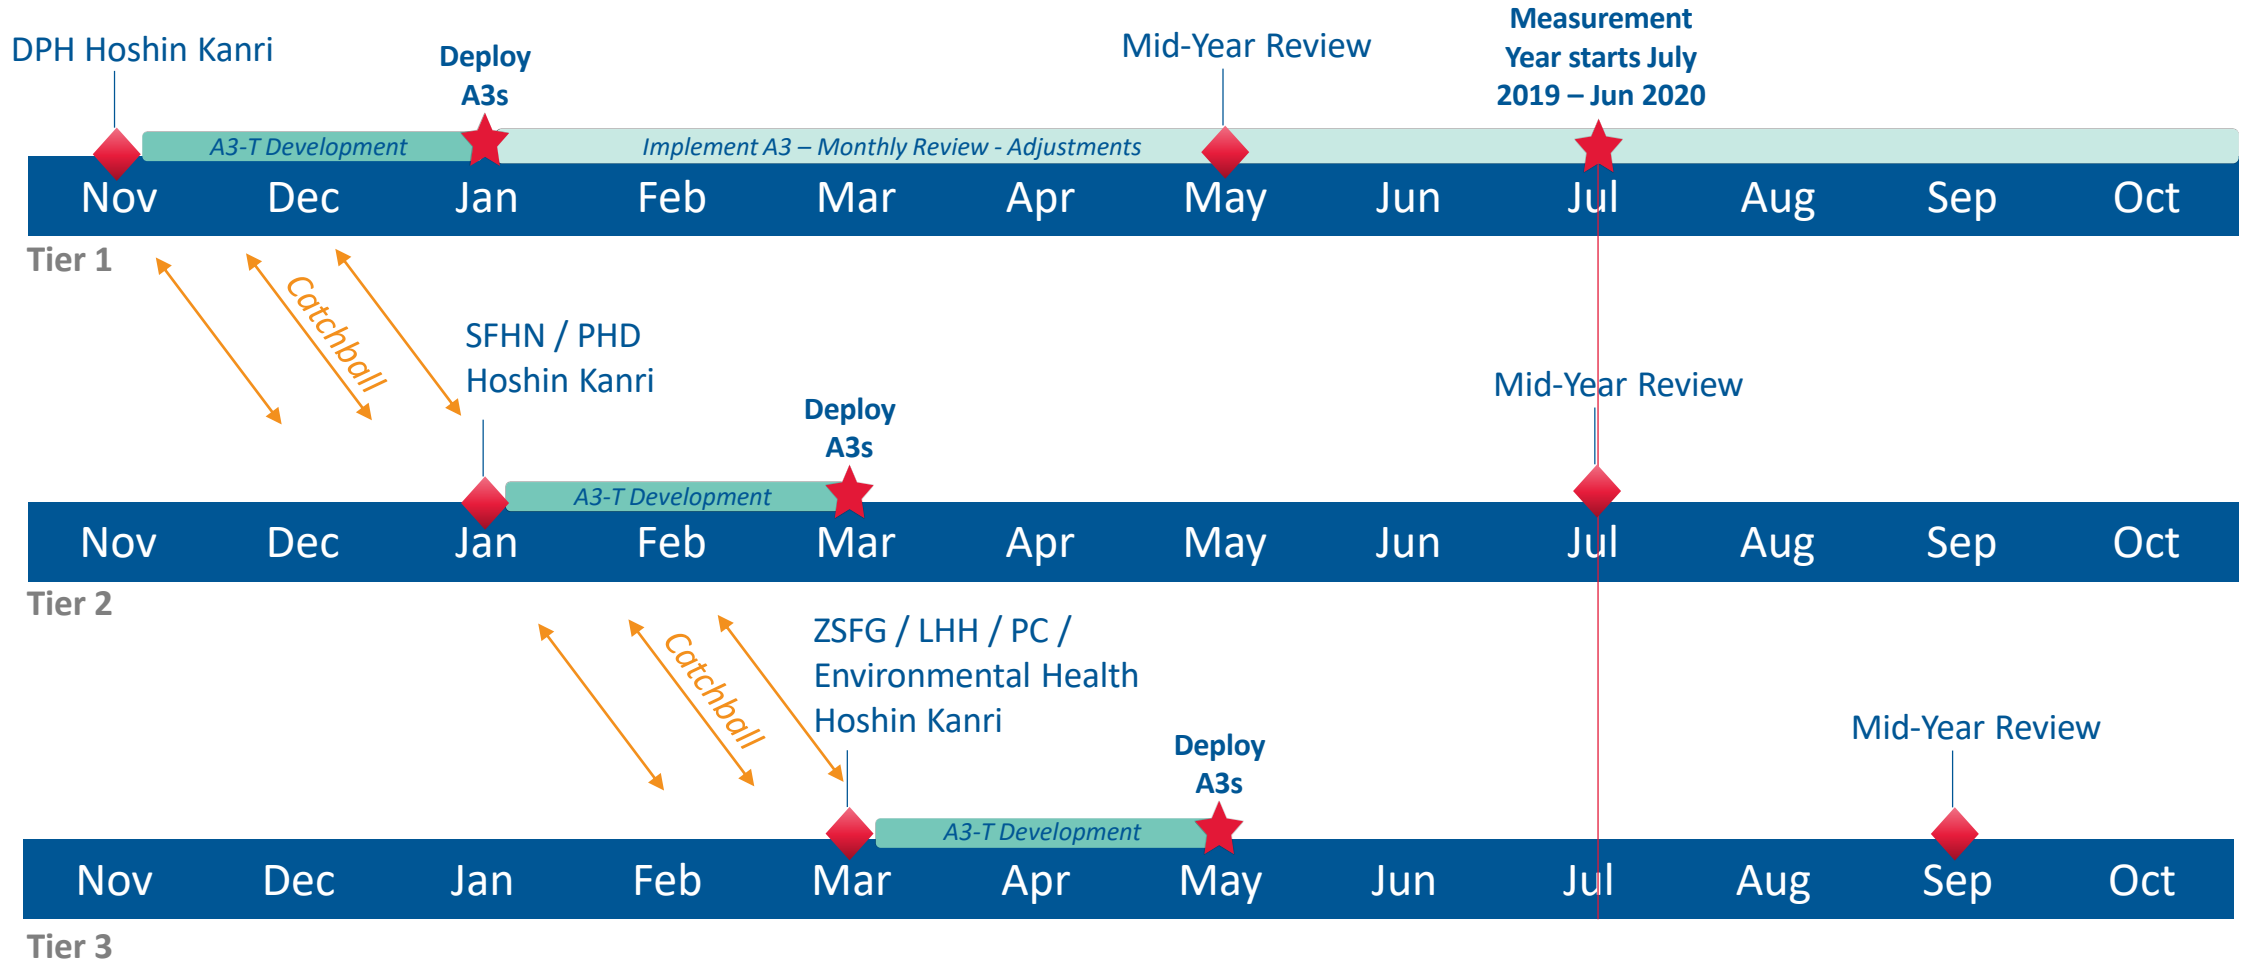 DPH Hoshin Kanri
Deploy
A3s
Mid-Year Review
Measurement
Year starts July
2019 – Jun 2020
A3-T Development
Implement A3 – Monthly Review - Adjustments
Nov Dec Jan Feb Mar Apr May Jun Jul Aug Sep Oct
Tier 1
Catchball
SFHN / PHD
Hoshin Kanri
Deploy
A3s
Mid-Year Review
A3-T Development
Nov Dec Jan Feb Mar Apr May Jun Jul Aug Sep Oct
Tier 2
Catchball
ZSFG / LHH / PC /
Environmental Health
Hoshin Kanri
Deploy
A3s
Mid-Year Review
A3-T Development
Nov Dec Jan Feb Mar Apr May Jun Jul Aug Sep Oct
Tier 3